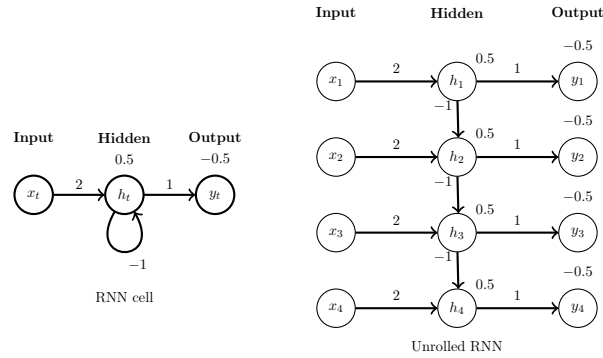 Input Hidden Output
0.5 −0.5
x_t 2 h_t 1 y_t
−1
RNN cell
Input Hidden Output
−0.5
0.5
x_1 2 h_1 1 y_1
−1
−0.5
0.5
x_2 2 h_2 1 y_2
−1
−0.5
0.5
x_3 2 h_3 1 y_3
−1
−0.5
0.5
x_4 2 h_4 1 y_4
Unrolled RNN